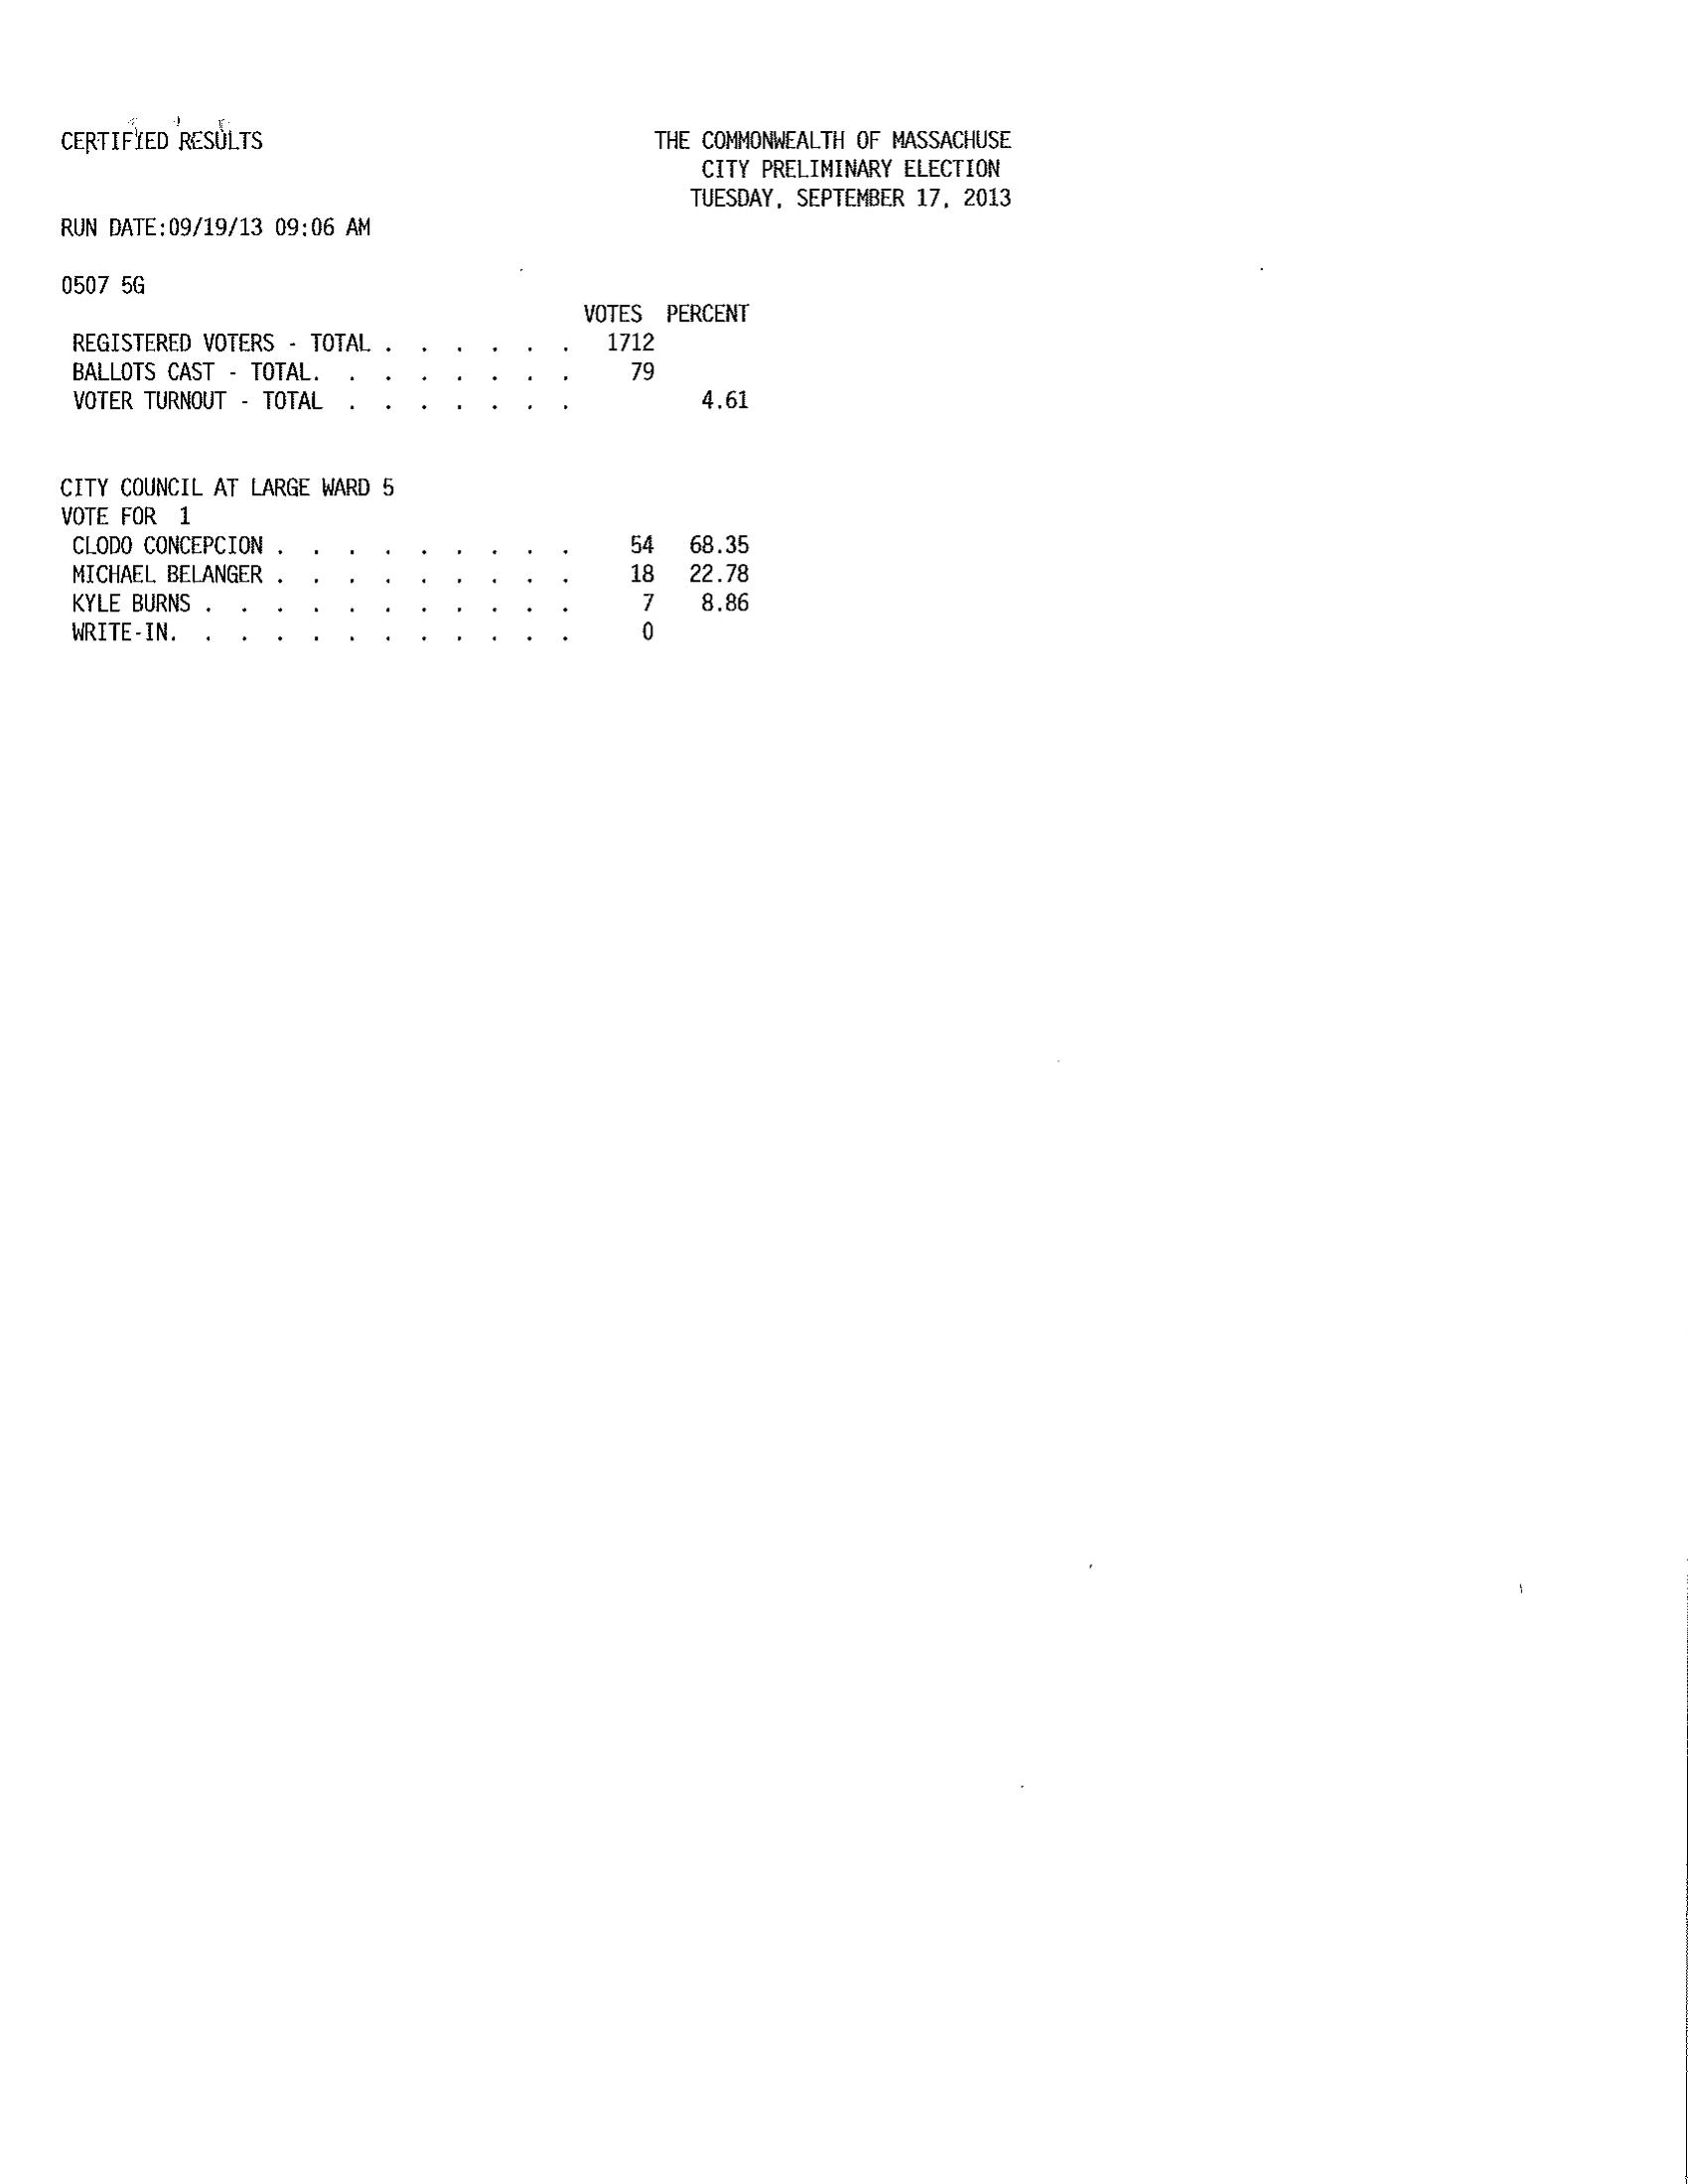 CERTIFIED RESULTS THE COMMONWEALTH OF MASSACHUSE
CITY PRELIMINARY ELECTION
TUESDAY, SEPTEMBER 17, 2013
RUN DATE:09/19/13 09:06 AM
0507 5G
VOTES PERCENT
REGISTERED VOTERS - TOTAL . . . . . . 1712
BALLOTS CAST - TOTAL. . . . . . . . 79
VOTER TURNOUT - TOTAL . . . . . . . 4.61
CITY COUNCIL AT LARGE WARD 5
VOTE FOR 1
CLODO CONCEPCION . . . . . . . . . 54 68.35
MICHAEL BELANGER . . . . . . . . . 18 22.78
KYLE BURNS . . . . . . . . . . . 7 8.86
WRITE-IN. . . . . . . . . . . . 0